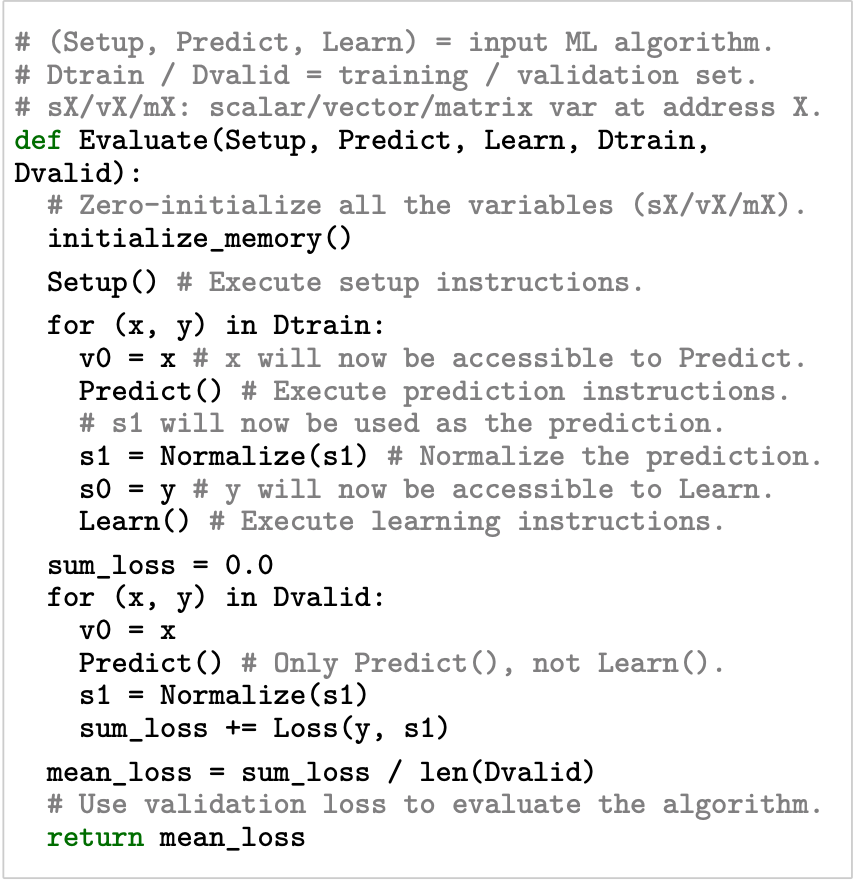 # (Setup, Predict, Learn) = input ML algorithm.
# Dtrain / Dvalid = training / validation set.
# sX/vX/mX: scalar/vector/matrix var at address X.
def Evaluate(Setup, Predict, Learn, Dtrain,
Dvalid):
  # Zero-initialize all the variables (sX/vX/mX).
  initialize_memory()
  Setup() # Execute setup instructions.
  for (x, y) in Dtrain:
    v0 = x # x will now be accessible to Predict.
    Predict() # Execute prediction instructions.
    # s1 will now be used as the prediction.
    s1 = Normalize(s1) # Normalize the prediction.
    s0 = y # y will now be accessible to Learn.
    Learn() # Execute learning instructions.
  sum_loss = 0.0
  for (x, y) in Dvalid:
    v0 = x
    Predict() # Only Predict(), not Learn().
    s1 = Normalize(s1)
    sum_loss += Loss(y, s1)
  mean_loss = sum_loss / len(Dvalid)
  # Use validation loss to evaluate the algorithm.
  return mean_loss